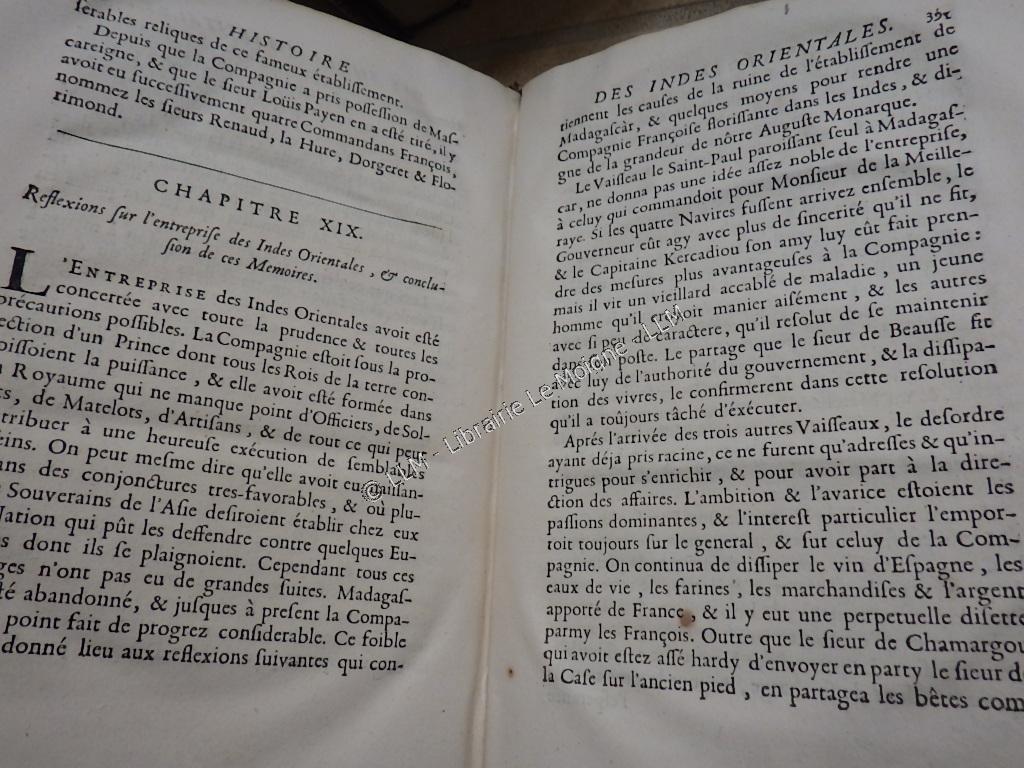 HISTOIRE
ſerables reliques de ce fameux établiſſement.
Depuis que la Compagnie a pris poſſeſſion de Maſ-
careigne, & que le ſieur Loüis Payen en a eſté tiré, il y
avoit eu ſucceſſivement quatre Commandans François,
nommez les ſieurs Renaud, la Hure, Dorgeret & Flo-
rimond.
CHAPITRE XIX.
Reflexions ſur l'entrepriſe des Indes Orientales, & conclu-
ſion de ces Memoires.
L'ENTREPRISE des Indes Orientales avoit eſté
concertée avec toute la prudence & toutes les
précautions poſſibles. La Compagnie eſtoit ſous la pro-
ection d'un Prince dont tous les Rois de la terre con-
oiſſoient la puiſſance, & elle avoit eſté formée dans
Royaume qui ne manque point d'Officiers, de Sol-
s, de Matelots, d'Artiſans, & de tout ce qui peut
tribuer à une heureuſe exécution de ſemblables
eins. On peut meſme dire qu'elle avoit eu naiſſan-
ans des conjonctures tres-favorables, & où plu-
Souverains de l'Aſie deſiroient établir chez eux
Nation qui pût les deffendre contre quelques Eu-
s dont ils ſe plaignoient. Cependant tous ces
ges n'ont pas eu de grandes ſuites. Madagaſ-
té abandonné, & juſques à preſent la Compa-
point fait de progrez conſiderable. Ce foible
donné lieu aux reflexions ſuivantes qui con-
DES INDES ORIENTALES.
tiennent les cauſes de la ruine de l'établiſſement de
Madagaſcar, & quelques moyens pour rendre une
Compagnie Françoiſe floriſſante dans les Indes, & di-
gne de la grandeur de nôtre Auguſte Monarque.
Le Vaiſſeau le Saint-Paul paroiſſant ſeul à Madagaſ-
car, ne donna pas une idée aſſez noble de l'entrepriſe,
à celuy qui commandoit pour Monſieur de la Meille-
raye. Si les quatre Navires fuſſent arrivez enſemble, le
Gouverneur eût agy avec plus de ſincerité qu'il ne fit,
& le Capitaine Kercadiou ſon amy luy eût fait pren-
dre des meſures plus avantageuſes à la Compagnie :
mais il vit un vieillard accablé de maladie, un jeune
homme qu'il croioit manier aiſément, & les autres
avec ſi peu de caractere, qu'il reſolut de ſe maintenir
dans ſon poſte. Le partage que le ſieur de Beauſſe fit
avec luy de l'authorité du gouvernement, & la diſſipa-
tion des vivres, le confirmerent dans cette reſolution
qu'il a toûjours tâché d'éxécuter.
Aprés l'arrivée des trois autres Vaiſſeaux, le deſordre
ayant déja pris racine, ce ne furent qu'adreſſes & qu'in-
trigues pour s'enrichir, & pour avoir part à la dire-
ction des affaires. L'ambition & l'avarice eſtoient les
paſſions dominantes, & l'intereſt particulier l'empor-
toit toujours ſur le general, & ſur celuy de la Com-
pagnie. On continua de diſſiper le vin d'Eſpagne, les
eaux de vie, les farines, les marchandiſes & l'argent
apporté de France, & il y eut une perpetuelle diſette
parmy les François. Outre que le ſieur de Chamargou
qui avoit eſtez aſſé hardy d'envoyer en party le ſieur d
la Caſe ſur l'ancien pied, en partagea les bêtes com
© LLM - Librairie Le Moigne - LLM